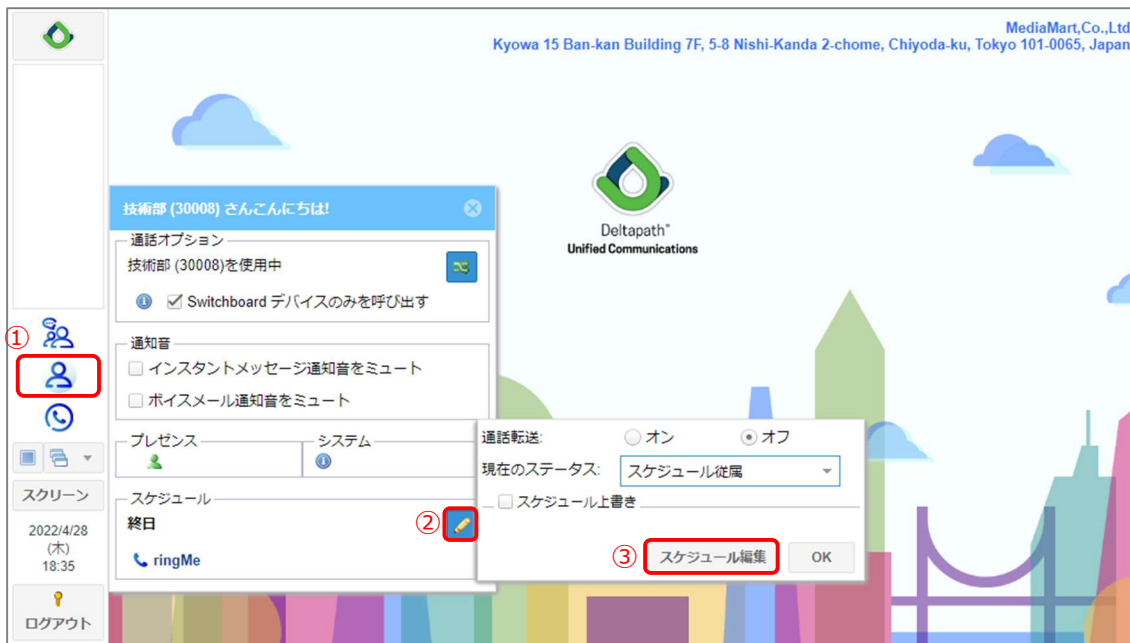 MediaMart,Co.,Ltd
Kyowa 15 Ban-kan Building 7F, 5-8 Nishi-Kanda 2-chome, Chiyoda-ku, Tokyo 101-0065, Japan
Deltapath"
Unified Communications
技術部 (30008) さんこんにちは!
通話オプション
技術部 (30008)を使用中
Switchboard デバイスのみを呼び出す
通知音
インスタントメッセージ通知音をミュート
ボイスメール通知音をミュート
プレゼンス
システム
スケジュール
終日
ringMe
①
②
通話転送: オン オフ
現在のステータス: スケジュール従属
スケジュール上書き
③ スケジュール編集 OK
スクリーン
2022/4/28
(木)
18:35
ログアウト